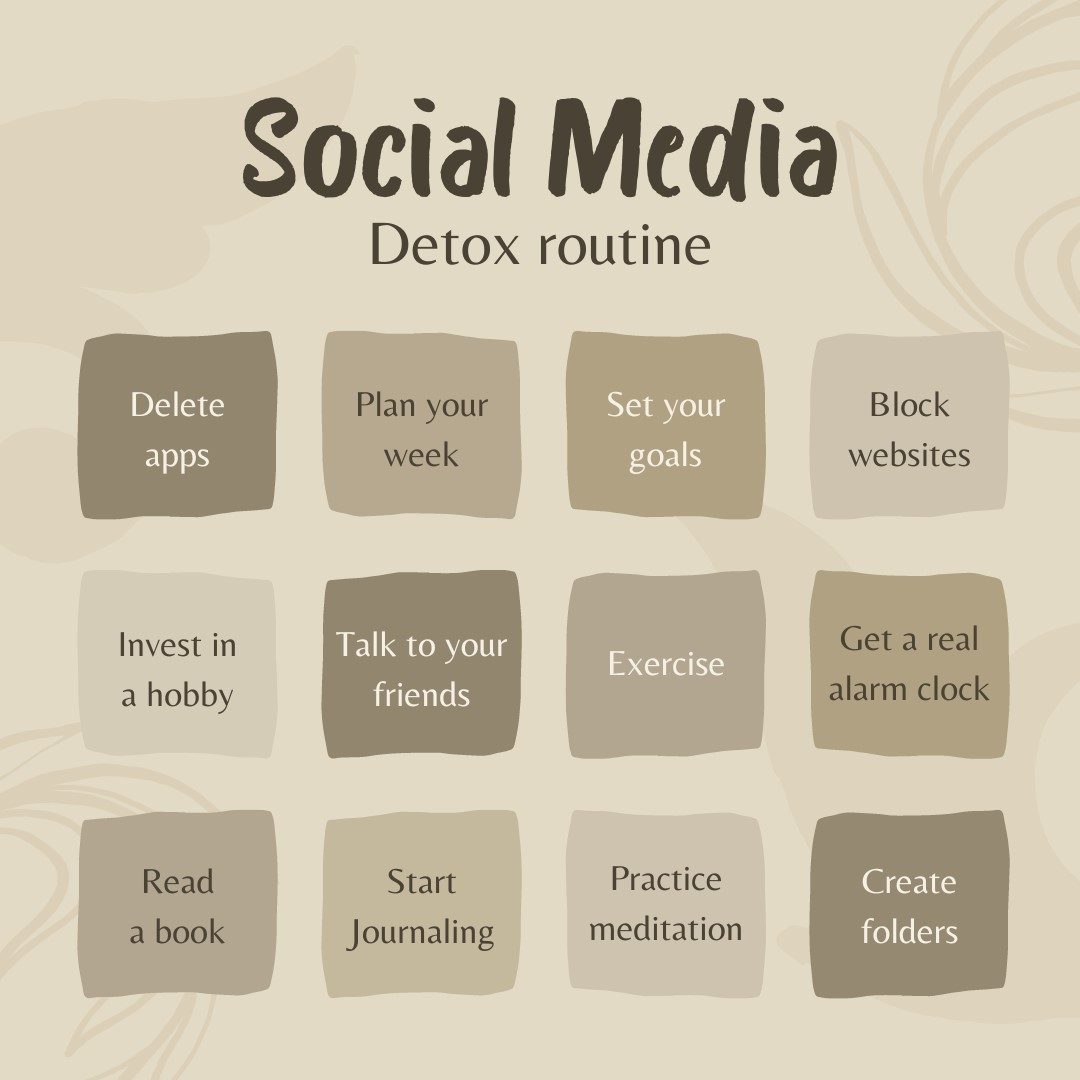 Social Media
Detox routine
Delete
apps
Plan your
week
Set your
goals
Block
websites
Invest in
a hobby
Talk to your
friends
Exercise
Get a real
alarm clock
Read
a book
Start
Journaling
Practice
meditation
Create
folders